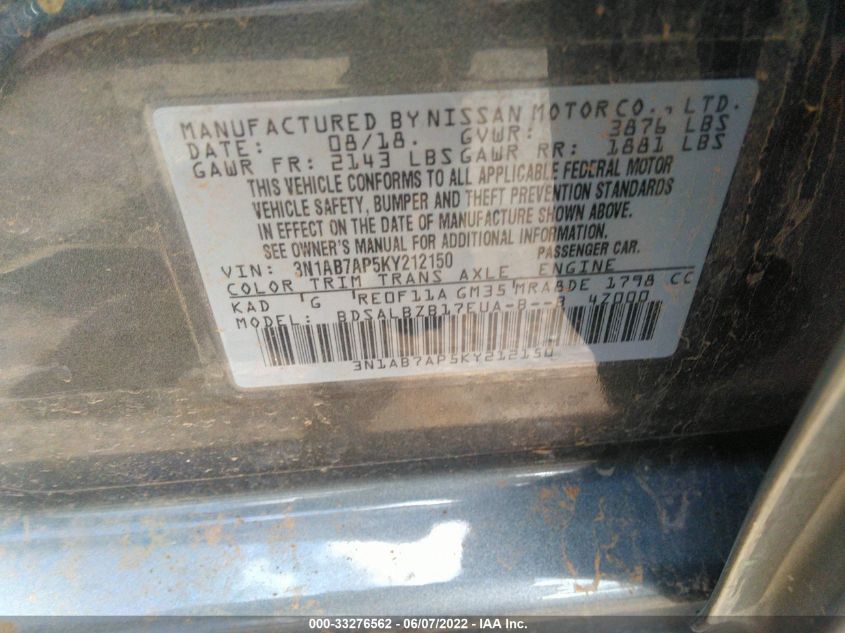 MANUFACTURED BY NISSAN MOTOR CO., LTD.
DATE: 08/18. GVWR: 3876 LBS
GAWR FR: 2143 LBS GAWR RR: 1881 LBS
THIS VEHICLE CONFORMS TO ALL APPLICABLE FEDERAL MOTOR
VEHICLE SAFETY, BUMPER AND THEFT PREVENTION STANDARDS
IN EFFECT ON THE DATE OF MANUFACTURE SHOWN ABOVE.
SEE OWNER'S MANUAL FOR ADDITIONAL INFORMATION.
VIN: 3N1AB7AP5KY212150 PASSENGER CAR.
COLOR TRIM TRANS AXLE ENGINE
KAD G RE0F11A GM35 MRA8DE 1798 CC
MODEL: BDSALBZB17EUA-B--B 4Z000
3N1AB7AP5KY212150
000-33276562 - 06/07/2022 - © IAA Inc.